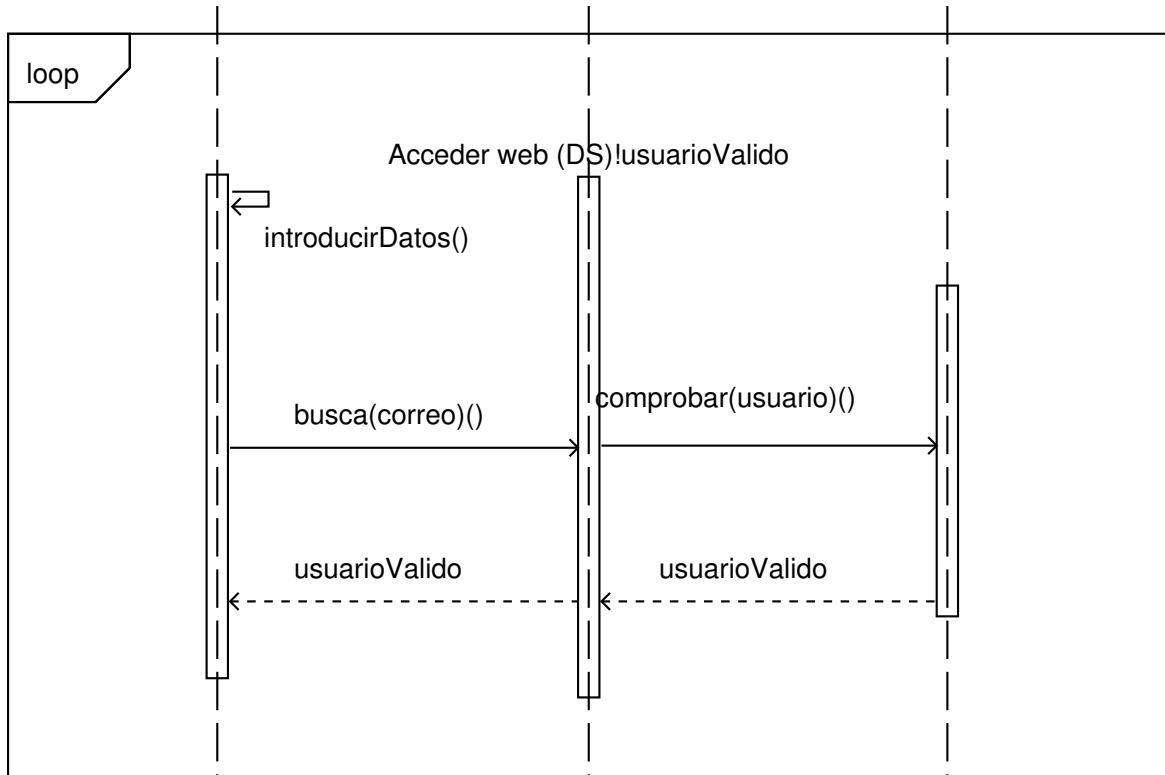 loop
Acceder web (DS)!usuarioValido
introducirDatos()
busca(correo)()
comprobar(usuario)()
usuarioValido
usuarioValido